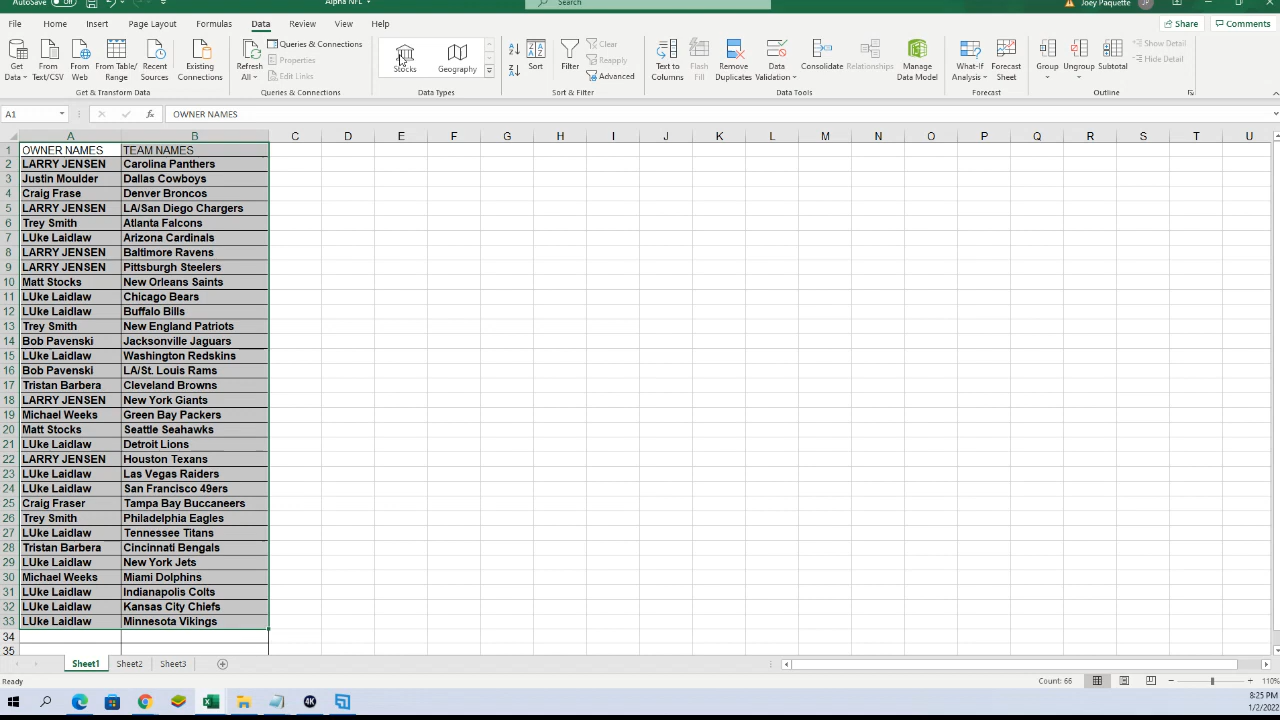 AutoSave Off Alpha NFL Search Joey Paquette JP
File Home Insert Page Layout Formulas Data Review View Help Share Comments
Get Data From Text/CSV From Web From Table/Range Recent Sources Existing Connections Refresh All Queries & Connections Properties Edit Links Stocks Geography Sort Filter Clear Reapply Advanced Text to Columns Flash Fill Remove Duplicates Data Validation Consolidate Relationships Manage Data Model What-If Analysis Forecast Sheet Group Ungroup Subtotal Show Detail Hide Detail
Get & Transform Data Queries & Connections Data Types Sort & Filter Data Tools Forecast Outline
A1 fx OWNER NAMES
A B C D E F G H I J K L M N O P Q R S T U
1 OWNER NAMES TEAM NAMES
2 LARRY JENSEN Carolina Panthers
3 Justin Moulder Dallas Cowboys
4 Craig Frase Denver Broncos
5 LARRY JENSEN LA/San Diego Chargers
6 Trey Smith Atlanta Falcons
7 LUke Laidlaw Arizona Cardinals
8 LARRY JENSEN Baltimore Ravens
9 LARRY JENSEN Pittsburgh Steelers
10 Matt Stocks New Orleans Saints
11 LUke Laidlaw Chicago Bears
12 LUke Laidlaw Buffalo Bills
13 Trey Smith New England Patriots
14 Bob Pavenski Jacksonville Jaguars
15 LUke Laidlaw Washington Redskins
16 Bob Pavenski LA/St. Louis Rams
17 Tristan Barbera Cleveland Browns
18 LARRY JENSEN New York Giants
19 Michael Weeks Green Bay Packers
20 Matt Stocks Seattle Seahawks
21 LUke Laidlaw Detroit Lions
22 LARRY JENSEN Houston Texans
23 LUke Laidlaw Las Vegas Raiders
24 LUke Laidlaw San Francisco 49ers
25 Craig Fraser Tampa Bay Buccaneers
26 Trey Smith Philadelphia Eagles
27 LUke Laidlaw Tennessee Titans
28 Tristan Barbera Cincinnati Bengals
29 LUke Laidlaw New York Jets
30 Michael Weeks Miami Dolphins
31 LUke Laidlaw Indianapolis Colts
32 LUke Laidlaw Kansas City Chiefs
33 LUke Laidlaw Minnesota Vikings
34
35
Sheet1 Sheet2 Sheet3
Ready Count: 66 110%
4K 8:25 PM
1/2/2022